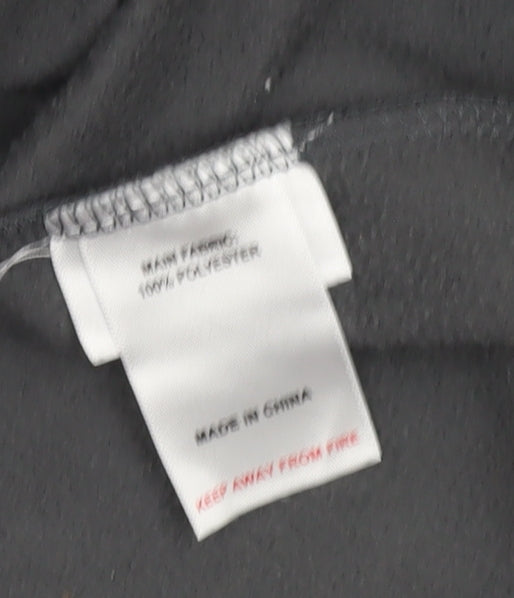 MAIN FABRIC:
100% POLYESTER
MADE IN CHINA
KEEP AWAY FROM FIRE